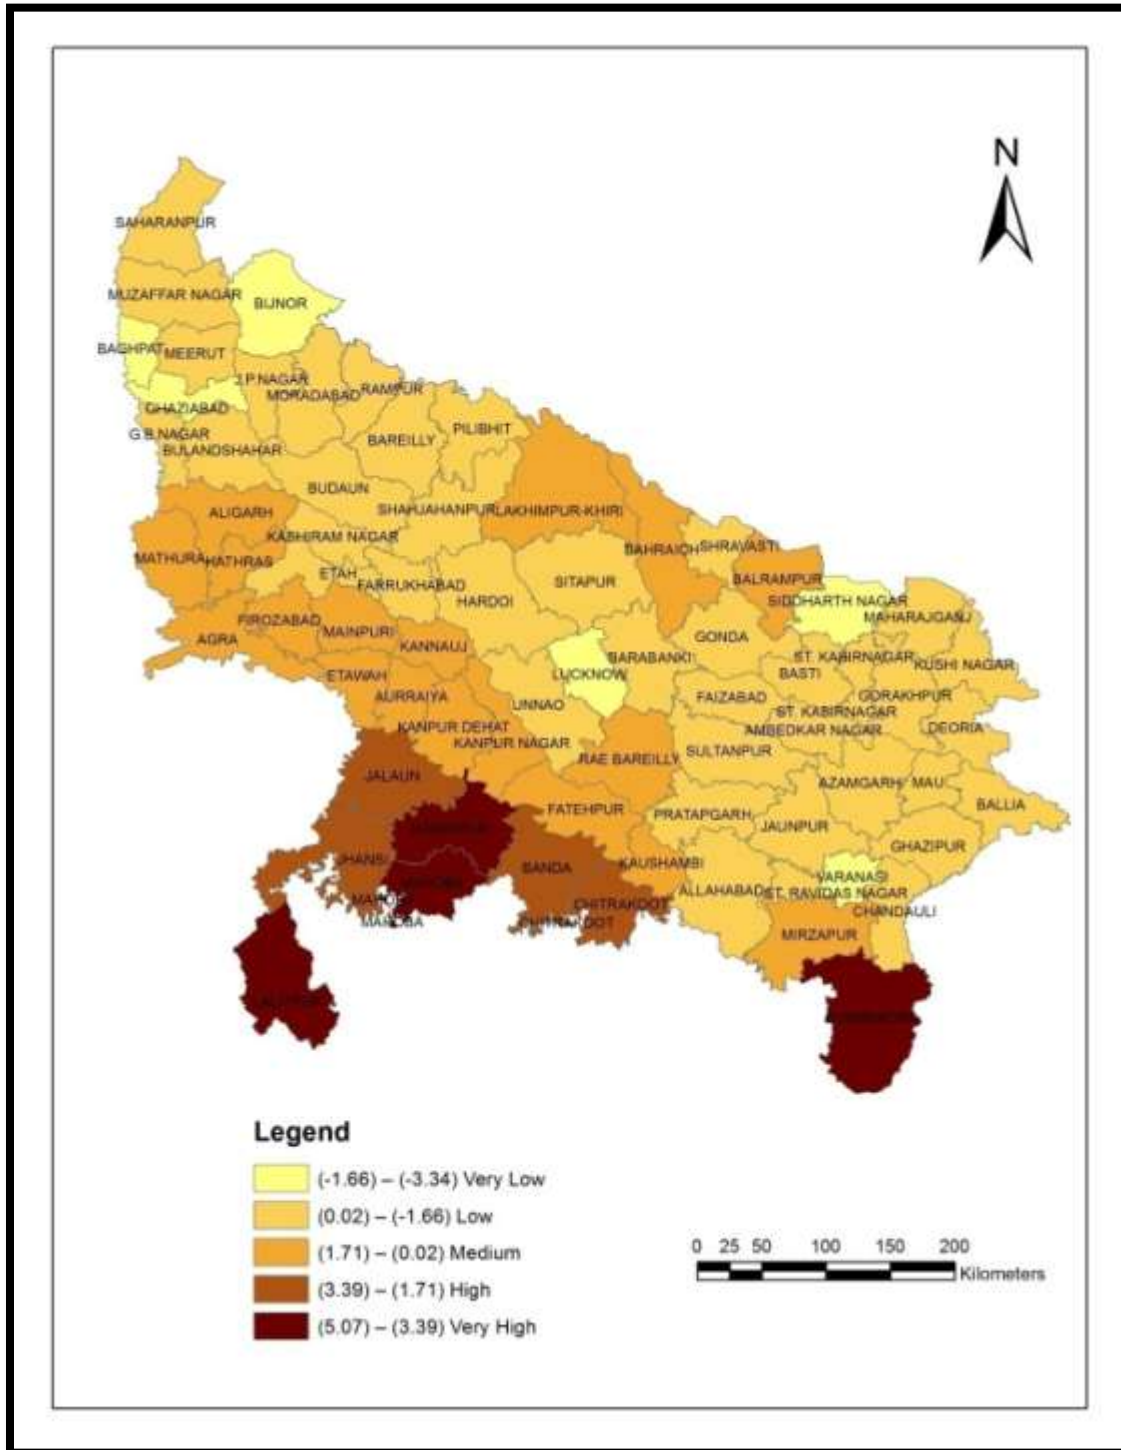 N
SAHARANPUR
MUZAFFAR NAGAR
BIJNOR
BAGHPAT
MEERUT
J.P.NAGAR
MORADABAD
RAMPUR
GHAZIABAD
G.B.NAGAR
BULANDSHAHAR
BAREILLY
PILIBHIT
BUDAUN
SHAHJAHANPUR
LAKHIMPUR-KHIRI
ALIGARH
KASHIRAM NAGAR
MATHURA
HATHRAS
BAHRAICH
SHRAVASTI
ETAH
FARRUKHABAD
SITAPUR
BALRAMPUR
HARDOI
SIDDHARTH NAGAR
MAHARAJGANJ
FIROZABAD
MAINPURI
AGRA
KANNAUJ
GONDA
BARABANKI
ST. KABIRNAGAR
KUSHI NAGAR
ETAWAH
LUCKNOW
BASTI
AURRAIYA
UNNAO
FAIZABAD
GORAKHPUR
ST. KABIRNAGAR
KANPUR DEHAT
AMBEDKAR NAGAR
DEORIA
KANPUR NAGAR
RAE BAREILLY
SULTANPUR
JALAUN
AZAMGARH
MAU
BALLIA
FATEHPUR
PRATAPGARH
JAUNPUR
GHAZIPUR
JHANSI
BANDA
KAUSHAMBI
VARANASI
ALLAHABAD
ST. RAVIDAS NAGAR
CHITRAKOOT
CHANDAULI
MAHOBA
CHITRAKOOT
MIRZAPUR
Legend
(-1.66) – (-3.34) Very Low
(0.02) – (-1.66) Low
(1.71) – (0.02) Medium
(3.39) – (1.71) High
(5.07) – (3.39) Very High
0 25 50 100 150 200
Kilometers